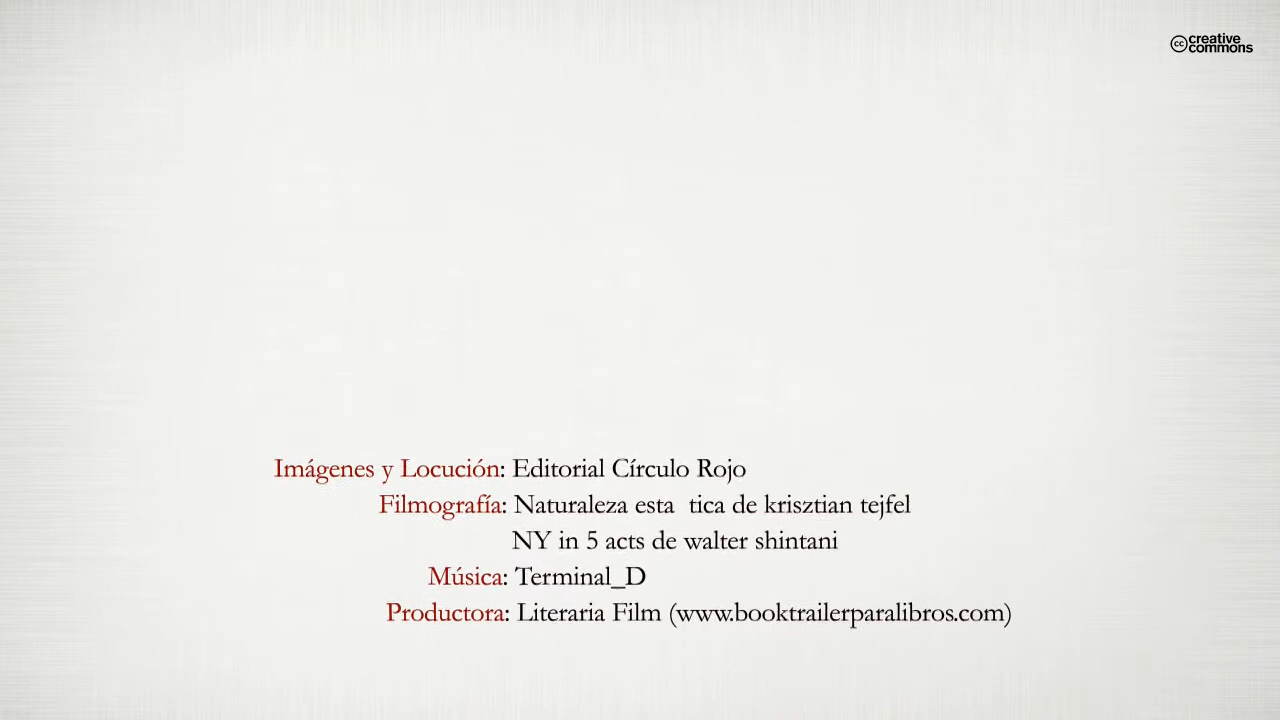 creative
commons
Imágenes y Locución: Editorial Círculo Rojo
Filmografía: Naturaleza esta  tica de krisztian tejfel
NY in 5 acts de walter shintani
Música: Terminal_D
Productora: Literaria Film (www.booktrailerparalibros.com)